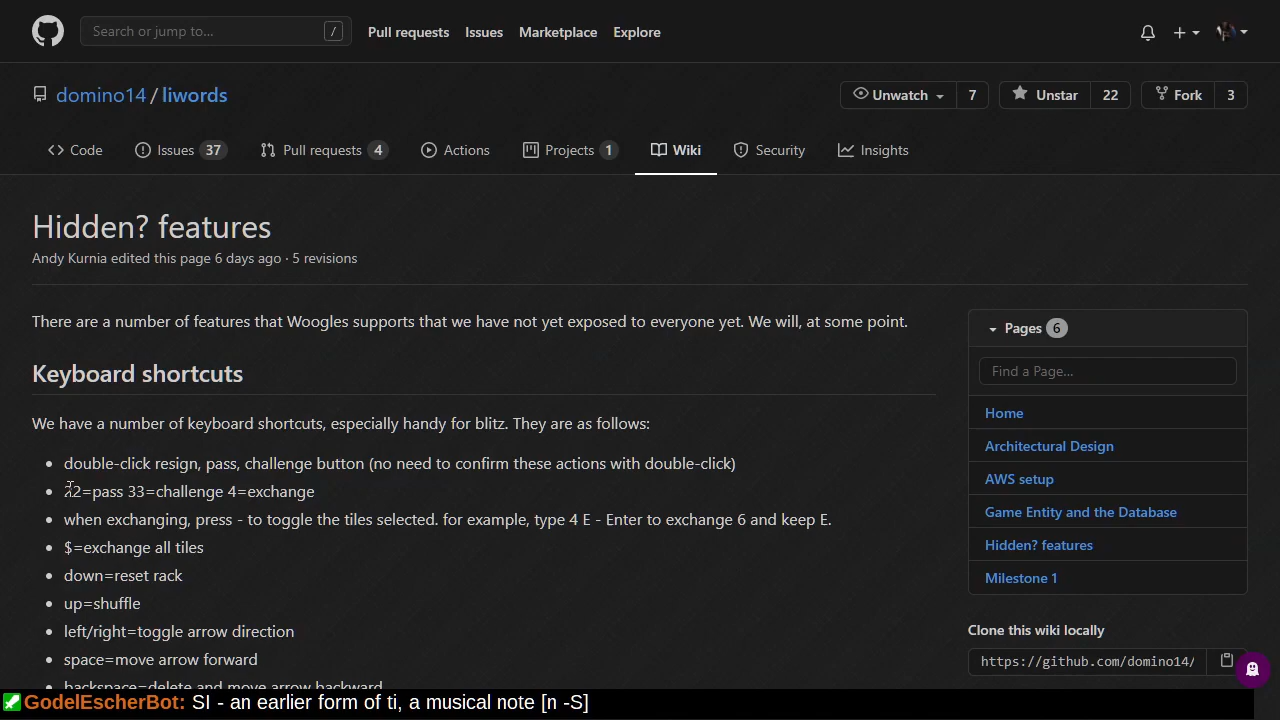 Search or jump to...
/
Pull requests
Issues
Marketplace
Explore
domino14 / liwords
Unwatch 7
Unstar 22
Fork 3
Code
Issues 37
Pull requests 4
Actions
Projects 1
Wiki
Security
Insights
Hidden? features
Andy Kurnia edited this page 6 days ago · 5 revisions
There are a number of features that Woogles supports that we have not yet exposed to everyone yet. We will, at some point.
Keyboard shortcuts
We have a number of keyboard shortcuts, especially handy for blitz. They are as follows:
double-click resign, pass, challenge button (no need to confirm these actions with double-click)
22=pass 33=challenge 4=exchange
when exchanging, press - to toggle the tiles selected. for example, type 4 E - Enter to exchange 6 and keep E.
$=exchange all tiles
down=reset rack
up=shuffle
left/right=toggle arrow direction
space=move arrow forward
backspace=delete and move arrow backward
Pages 6
Find a Page...
Home
Architectural Design
AWS setup
Game Entity and the Database
Hidden? features
Milestone 1
Clone this wiki locally
https://github.com/domino14/
GodelEscherBot: SI - an earlier form of ti, a musical note [n -S]